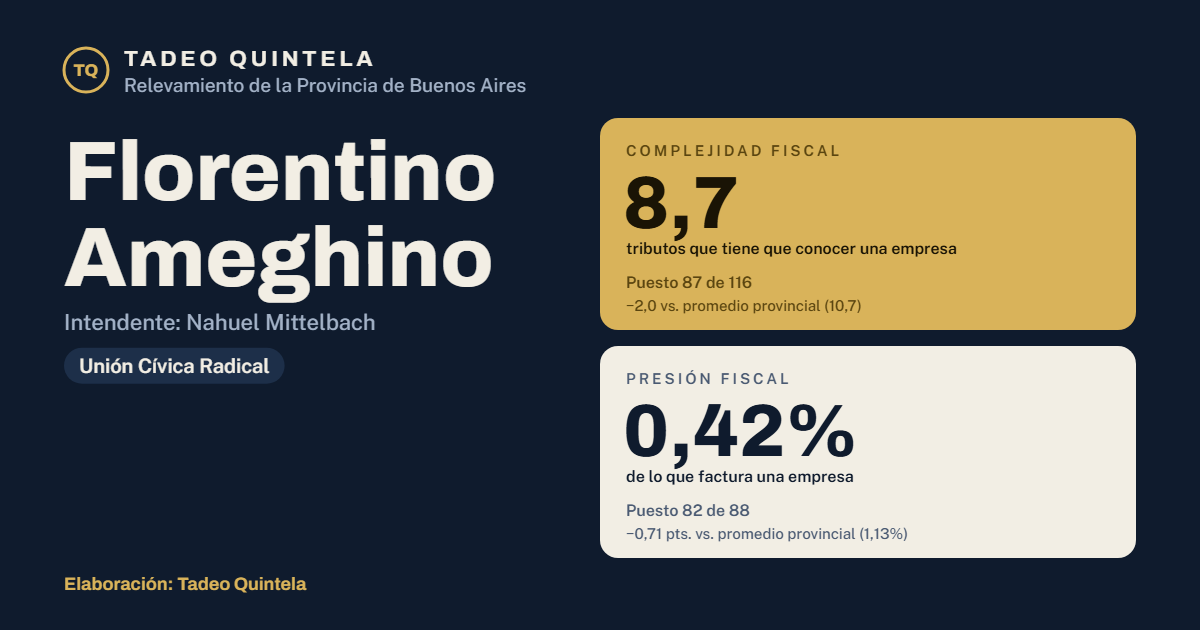 TQ
TADEO QUINTELA
Relevamiento de la Provincia de Buenos Aires
Florentino
Ameghino
Intendente: Nahuel Mittelbach
Unión Cívica Radical
COMPLEJIDAD FISCAL
8,7
tributos que tiene que conocer una empresa
Puesto 87 de 116
−2,0 vs. promedio provincial (10,7)
PRESIÓN FISCAL
0,42%
de lo que factura una empresa
Puesto 82 de 88
−0,71 pts. vs. promedio provincial (1,13%)
Elaboración: Tadeo Quintela